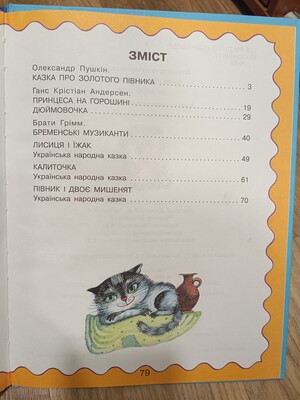 ЗМІСТ
Олександр Пушкін.
КАЗКА ПРО ЗОЛОТОГО ПІВНИКА 3
Ганс Крістіан Андерсен.
ПРИНЦЕСА НА ГОРОШИНІ 19
ДЮЙМОВОЧКА 29
Брати Грімм.
БРЕМЕНСЬКІ МУЗИКАНТИ 40
ЛИСИЦЯ І ЇЖАК
Українська народна казка 49
КАЛИТОЧКА
Українська народна казка 61
ПІВНИК І ДВОЄ МИШЕНЯТ
Українська народна казка 70
79